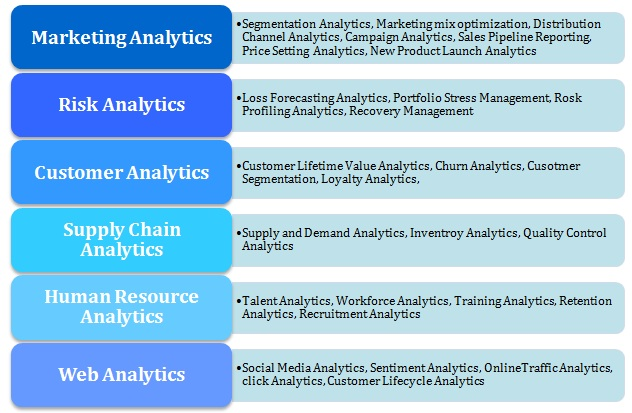 Marketing Analytics
•Segmentation Analytics, Marketing mix optimization, Distribution
Channel Analytics, Campaign Analytics, Sales Pipeline Reporting,
Price Setting Analytics, New Product Launch Analytics
Risk Analytics
•Loss Forecasting Analytics, Portfolio Stress Management, Rosk
Profiling Analytics, Recovery Management
Customer Analytics
•Customer Lifetime Value Analytics, Churn Analytics, Cusotmer
Segmentation, Loyalty Analytics,
Supply Chain
Analytics
•Supply and Demand Analytics, Inventroy Analytics, Quality Control
Analytics
Human Resource
Analytics
•Talent Analytics, Workforce Analytics, Training Analytics, Retention
Analytics, Recruitment Analytics
Web Analytics
•Social Media Analytics, Sentiment Analytics, Online Traffic Analytics,
click Analytics, Customer Lifecycle Analytics